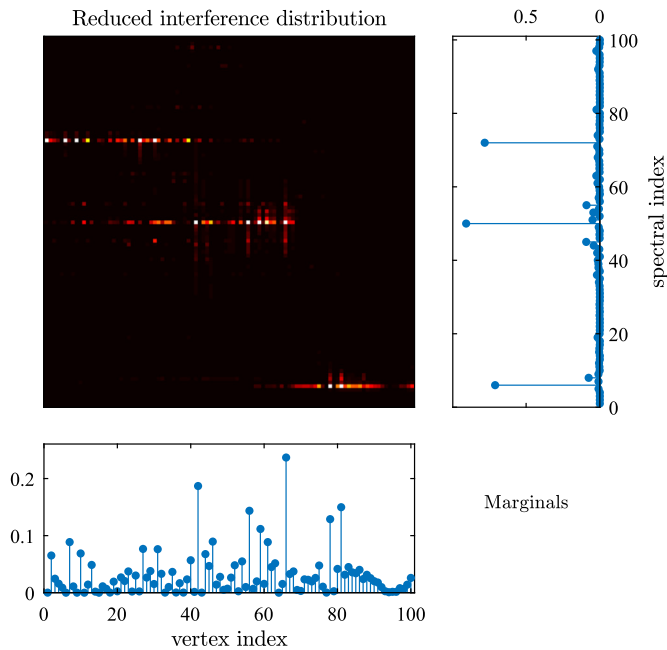 Reduced interference distribution
0.5 0
100
80
60
40
20
0
spectral index
0.2
0.1
0
0 20 40 60 80 100
vertex index
Marginals